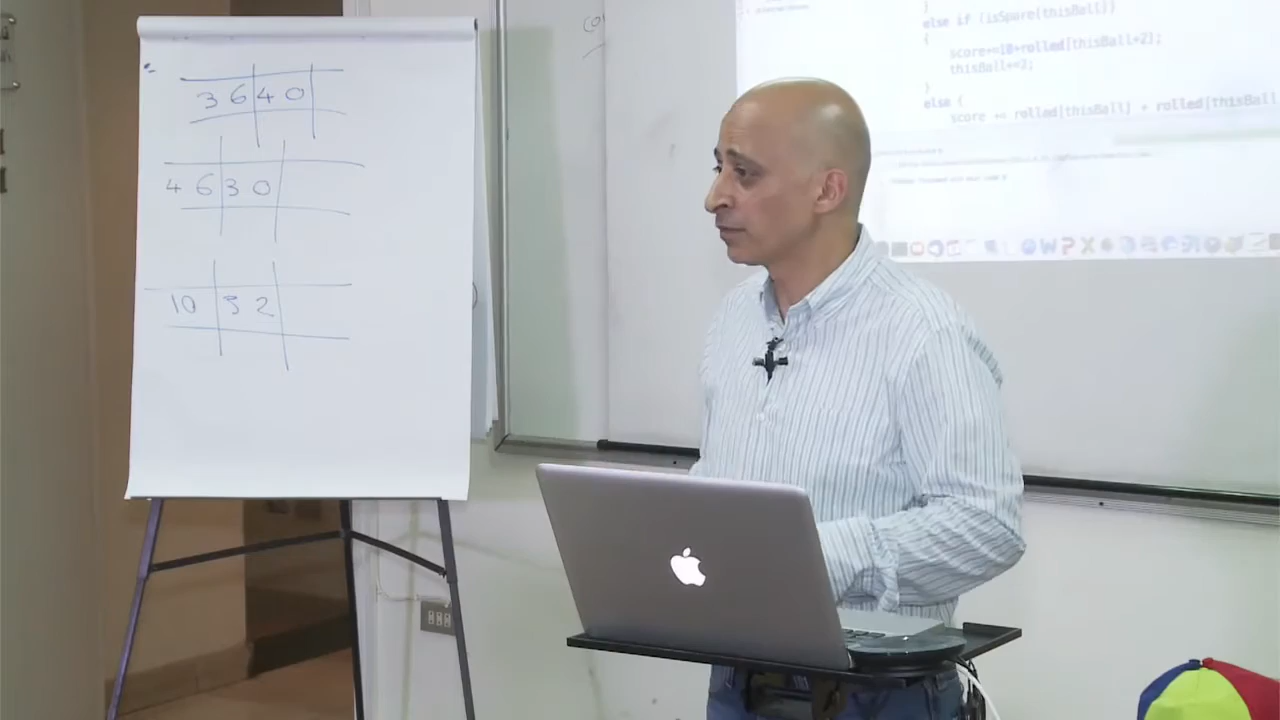 3 6 4 0
4 6 3 0
10 5 2
}
else if (isSpare(thisBall))
{
score+=10+rolled[thisBall+2];
thisBall+=2;
}
else {
score += rolled[thisBall] + rolled[thisBall